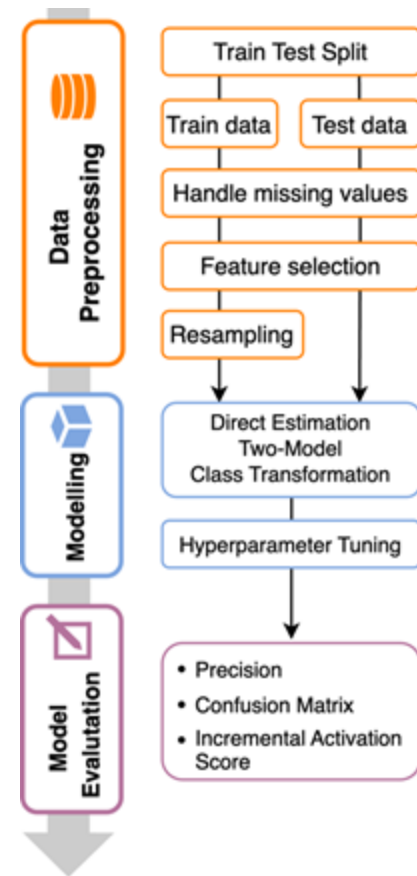 Data
Preprocessing
Train Test Split
Train data
Test data
Handle missing values
Feature selection
Resampling
Modelling
Direct Estimation
Two-Model
Class Transformation
Hyperparameter Tuning
Model
Evalutation
• Precision
• Confusion Matrix
• Incremental Activation
Score